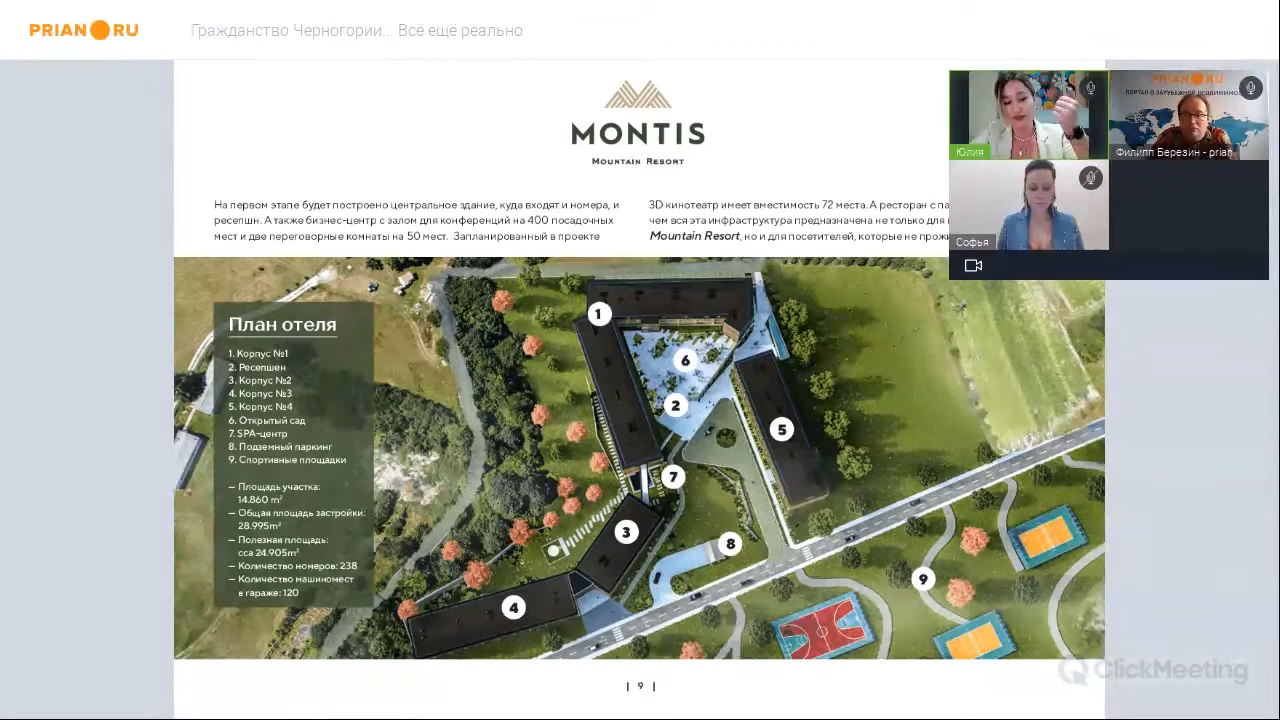 PRIAN RU
Гражданство Черногории... Всё ещё реально
MONTIS
MOUNTAIN RESORT
На первом этапе будет построено центральное здание, куда входят и номера, и
ресепшн. А также бизнес-центр с залом для конференций на 400 посадочных
мест и две переговорные комнаты на 50 мест. Запланированный в проекте
3D кинотеатр имеет вместимость 72 места. А ресторан с
чем вся эта инфраструктура предназначена не только для
Mountain Resort, но и для посетителей, которые не
PRIAN RU
Юлия
Филипп Березин - prian
Софья
План отеля
1. Корпус №1
2. Ресепшен
3. Корпус №2
4. Корпус №3
5. Корпус №4
6. Открытый сад
7. SPA-центр
8. Подземный паркинг
9. Спортивные площадки
— Площадь участка:
14.860 m²
— Общая площадь застройки:
28.995m²
— Полезная площадь:
cca 24.905m²
— Количество номеров: 238
— Количество машиномест
в гараже: 120
1
6
2
5
7
3
8
9
4
| 9 |
ClickMeeting